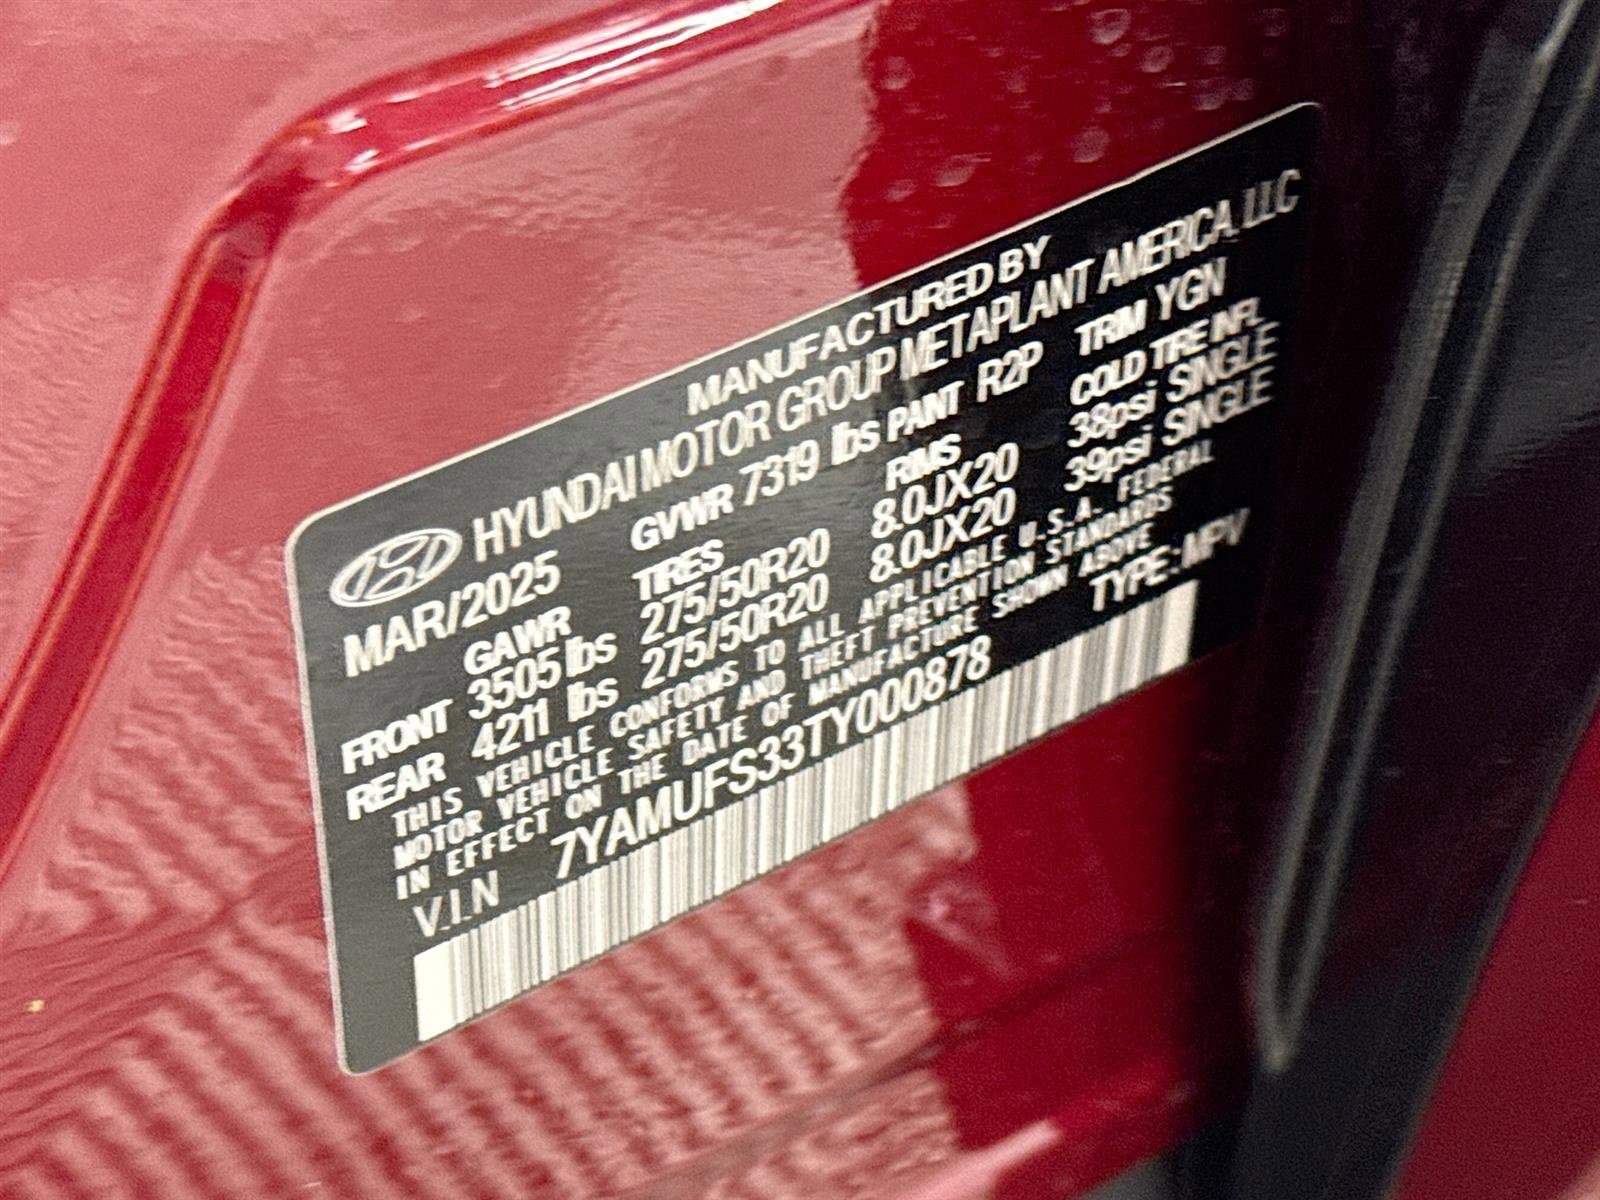 MANUFACTURED BY
HYUNDAI MOTOR GROUP METAPLANT AMERICA, LLC
MAR/2025 GVWR 7319 lbs PANT R2P TRIM YGN
GAWR TIRES RIMS COLD TIRE INFL
FRONT 3505 lbs 275/50R20 8.0JX20 38psi SINGLE
REAR 4211 lbs 275/50R20 8.0JX20 39psi SINGLE
THIS VEHICLE CONFORMS TO ALL APPLICABLE U.S.A. FEDERAL
MOTOR VEHICLE SAFETY AND THEFT PREVENTION STANDARDS
IN EFFECT ON THE DATE OF MANUFACTURE SHOWN ABOVE
V.I.N 7YAMUFS33TY000878 TYPE: MPV